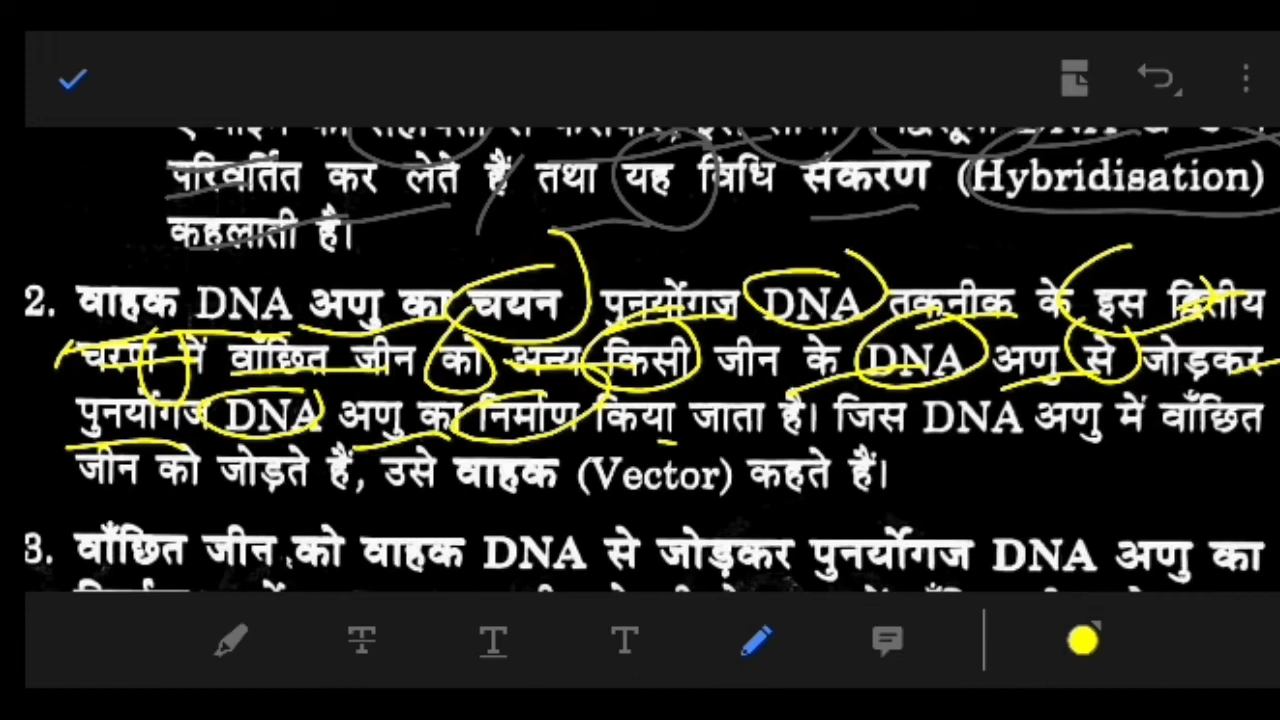 परिवर्तित कर लेते हैं तथा यह विधि संकरण (Hybridisation)
कहलाती है।
2. वाहक DNA अणु का चयन पुनर्योगज DNA तकनीक के इस द्वितीय
चरण में वाँछित जीन को अन्य किसी जीन के DNA अणु से जोड़कर
पुनर्योगज DNA अणु का निर्माण किया जाता है। जिस DNA अणु में वाँछित
जीन को जोड़ते हैं, उसे वाहक (Vector) कहते हैं।
3. वाँछित जीन को वाहक DNA से जोड़कर पुनर्योगज DNA अणु का